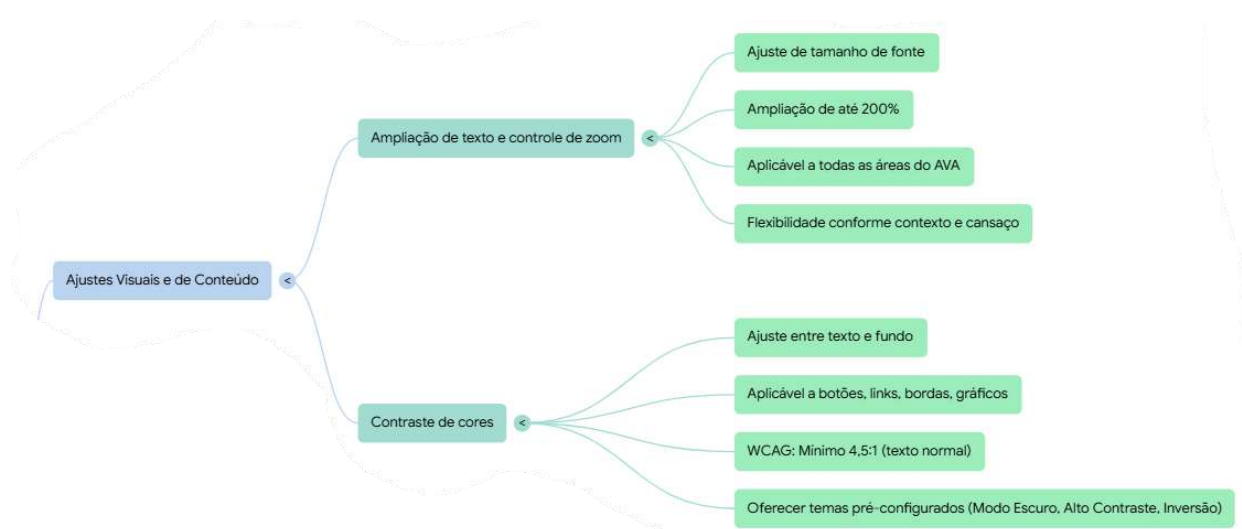 Ajustes Visuais e de Conteúdo
<
Ampliação de texto e controle de zoom
<
Ajuste de tamanho de fonte
Ampliação de até 200%
Aplicável a todas as áreas do AVA
Flexibilidade conforme contexto e cansaço
Contraste de cores
<
Ajuste entre texto e fundo
Aplicável a botões, links, bordas, gráficos
WCAG: Mínimo 4,5:1 (texto normal)
Oferecer temas pré-configurados (Modo Escuro, Alto Contraste, Inversão)